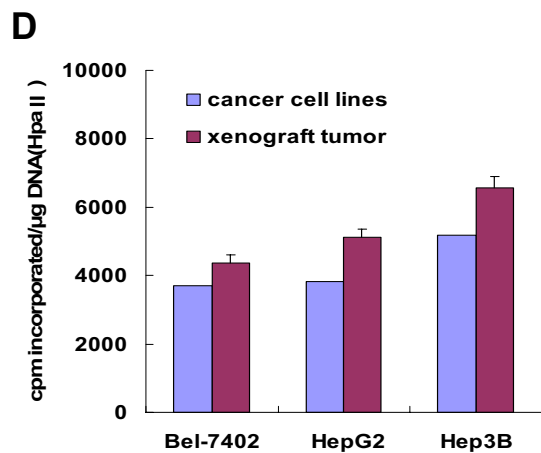 D
cpm incorporated/µg DNA(Hpa II )
10000
8000
6000
4000
2000
0
cancer cell lines
xenograft tumor
Bel-7402 HepG2 Hep3B